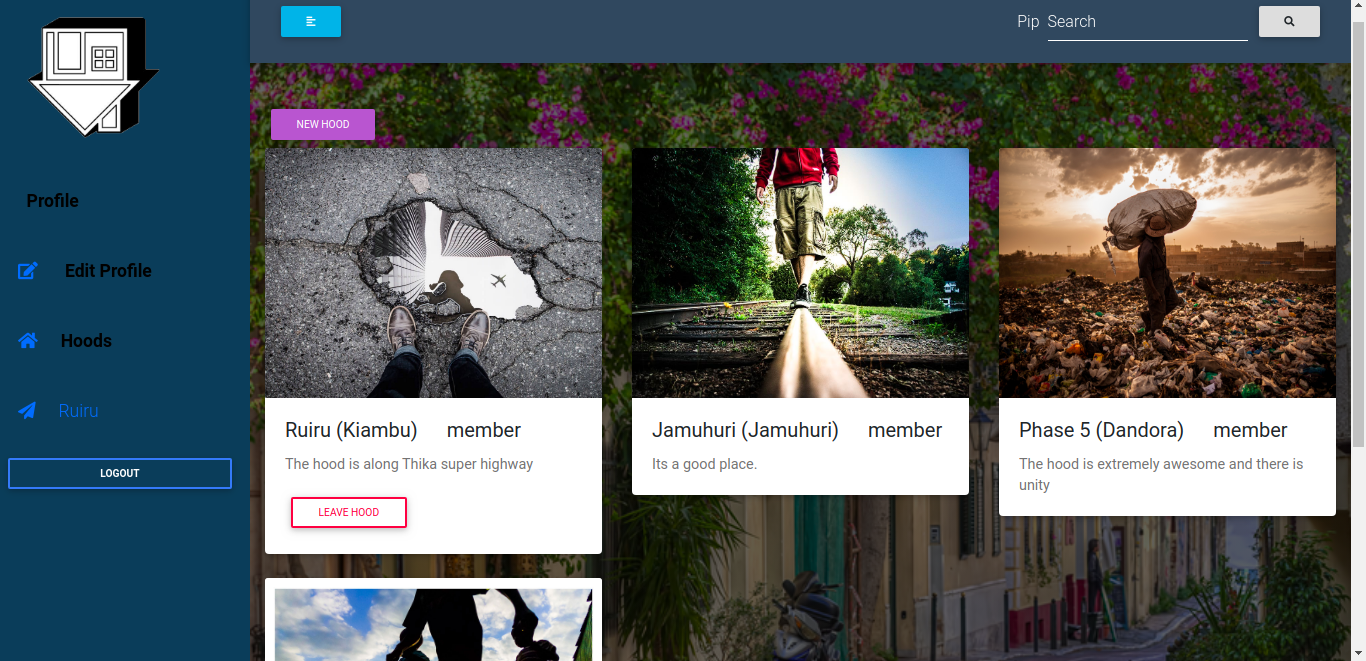 Pip Search
NEW HOOD
Profile
Edit Profile
Hoods
Ruiru
LOGOUT
Ruiru (Kiambu) member
The hood is along Thika super highway
LEAVE HOOD
Jamuhuri (Jamuhuri) member
Its a good place.
Phase 5 (Dandora) member
The hood is extremely awesome and there is
unity